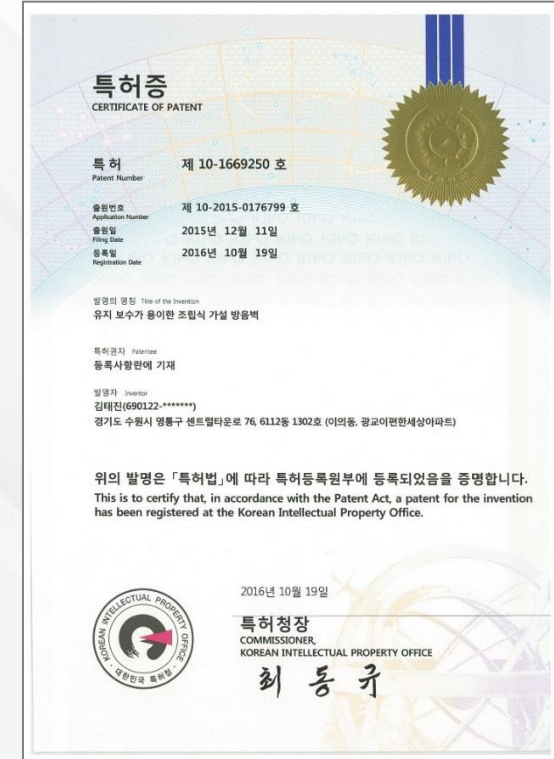 특허증
CERTIFICATE OF PATENT
특 허 제 10-1669250 호
Patent Number
출원번호 제 10-2015-0176799 호
Application Number
출원일 2015년 12월 11일
Filing Date
등록일 2016년 10월 19일
Registration Date
발명의 명칭 Title of the Invention
유지 보수가 용이한 조립식 가설 방음벽
특허권자 Patentee
등록사항란에 기재
발명자 Inventor
김태진(690122-*******)
경기도 수원시 영통구 센트럴타운로 76, 6112동 1302호 (이의동, 광교이편한세상아파트)
위의 발명은 「특허법」에 따라 특허등록원부에 등록되었음을 증명합니다.
This is to certify that, in accordance with the Patent Act, a patent for the invention
has been registered at the Korean Intellectual Property Office.
2016년 10월 19일
특허청장
COMMISSIONER,
KOREAN INTELLECTUAL PROPERTY OFFICE
최 동 규
KOREAN INTELLECTUAL PROPERTY OFFICE
대한민국 특허청